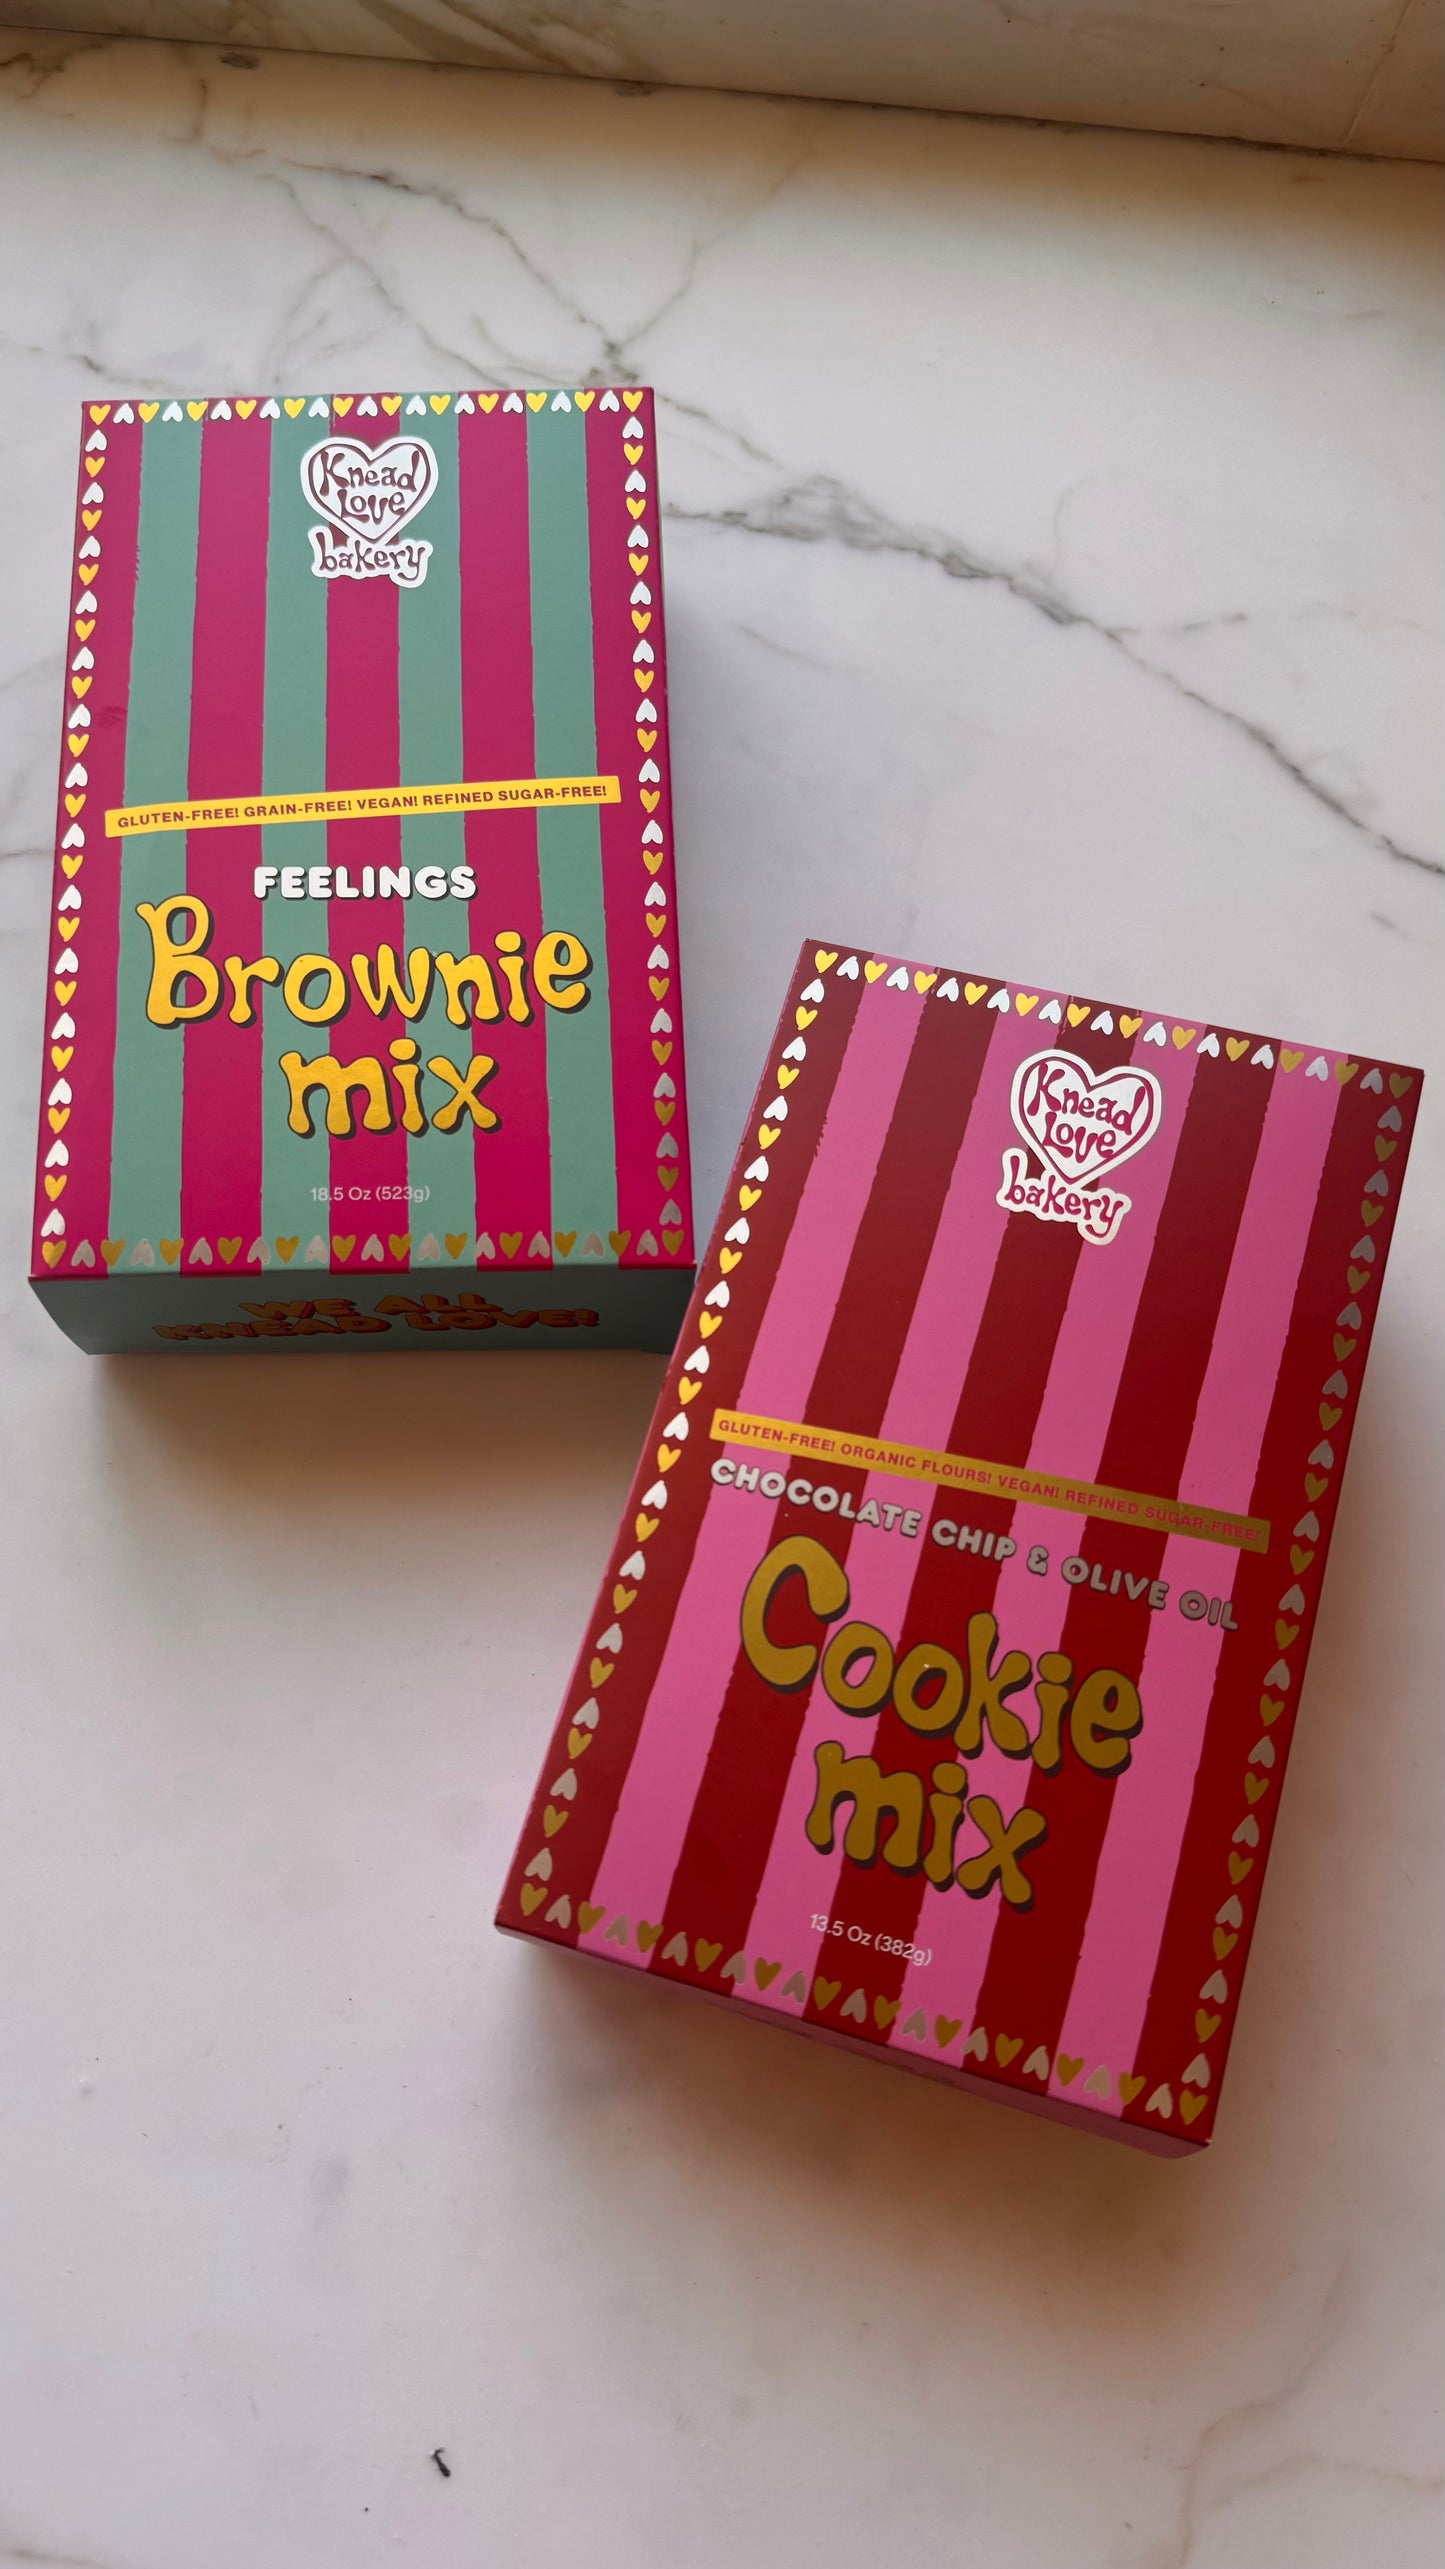 Knead
Love
bakery
GLUTEN-FREE! GRAIN-FREE! VEGAN! REFINED SUGAR-FREE!
FEELINGS
Brownie
mix
18.5 Oz (523g)
WE ALL
KNEAD LOVE!
Knead
Love
bakery
GLUTEN-FREE! ORGANIC FLOURS! VEGAN! REFINED SUGAR-FREE!
CHOCOLATE CHIP & OLIVE OIL
Cookie
mix
13.5 Oz (382g)